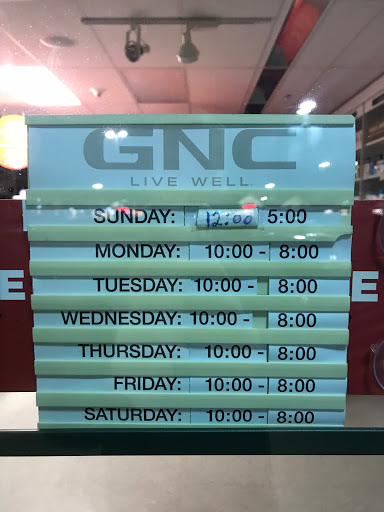 GNC
LIVE WELL.
SUNDAY: 12:00 5:00
MONDAY: 10:00 - 8:00
TUESDAY: 10:00 - 8:00
WEDNESDAY: 10:00 - 8:00
THURSDAY: 10:00 - 8:00
FRIDAY: 10:00 - 8:00
SATURDAY: 10:00 - 8:00
E
E